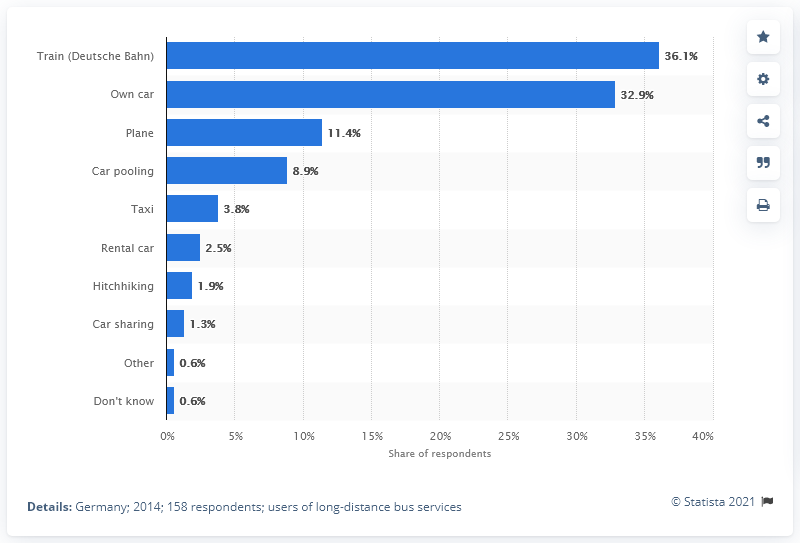 Train (Deutsche Bahn) 36.1%
Own car 32.9%
Plane 11.4%
Car pooling 8.9%
Taxi 3.8%
Rental car 2.5%
Hitchhiking 1.9%
Car sharing 1.3%
Other 0.6%
Don't know 0.6%
0% 5% 10% 15% 20% 25% 30% 35% 40%
Share of respondents
© Statista 2021
Details: Germany; 2014; 158 respondents; users of long-distance bus services